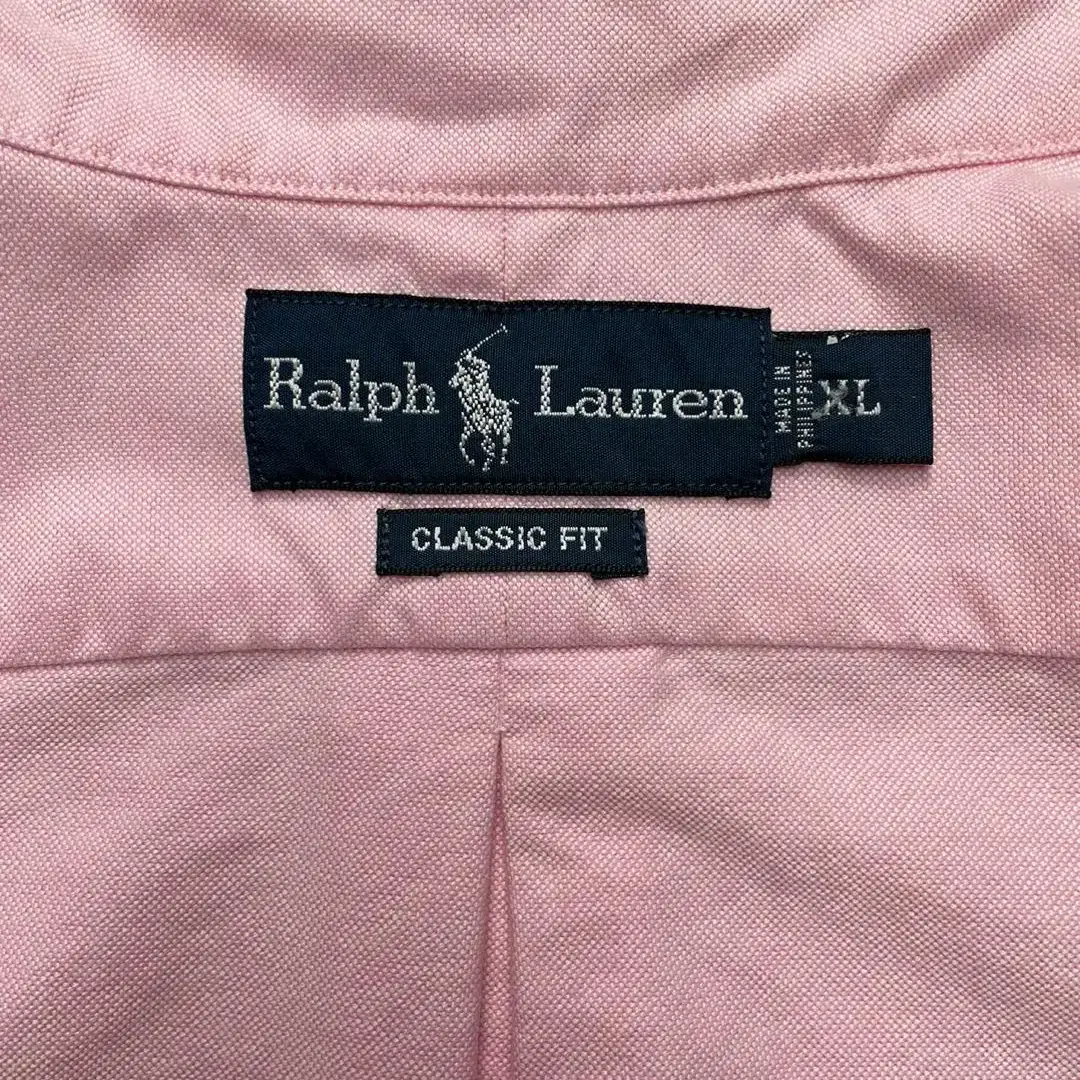 Ralph Lauren
MADE IN
PHILIPPINES
XL
CLASSIC FIT